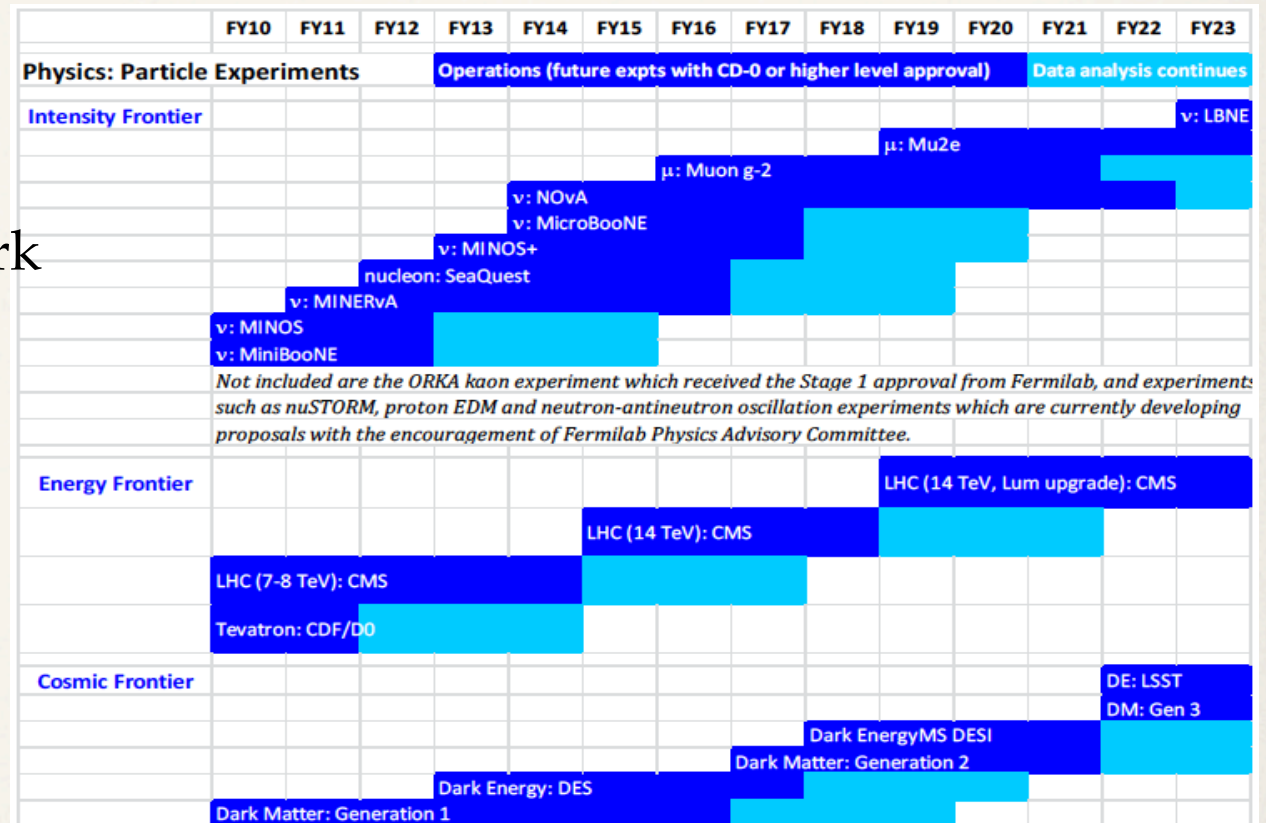 FY10 FY11 FY12 FY13 FY14 FY15 FY16 FY17 FY18 FY19 FY20 FY21 FY22 FY23
Physics: Particle Experiments Operations (future expts with CD-0 or higher level approval) Data analysis continues
Intensity Frontier ν: LBNE
μ: Mu2e
μ: Muon g-2
ν: NOvA
ν: MicroBooNE
rk
ν: MINOS+
nucleon: SeaQuest
ν: MINERvA
ν: MINOS
ν: MiniBooNE
Not included are the ORKA kaon experiment which received the Stage 1 approval from Fermilab, and experiments
such as nuSTORM, proton EDM and neutron-antineutron oscillation experiments which are currently developing
proposals with the encouragement of Fermilab Physics Advisory Committee.
Energy Frontier LHC (14 TeV, Lum upgrade): CMS
LHC (14 TeV): CMS
LHC (7-8 TeV): CMS
Tevatron: CDF/D0
Cosmic Frontier DE: LSST
DM: Gen 3
Dark EnergyMS DESI
Dark Matter: Generation 2
Dark Energy: DES
Dark Matter: Generation 1